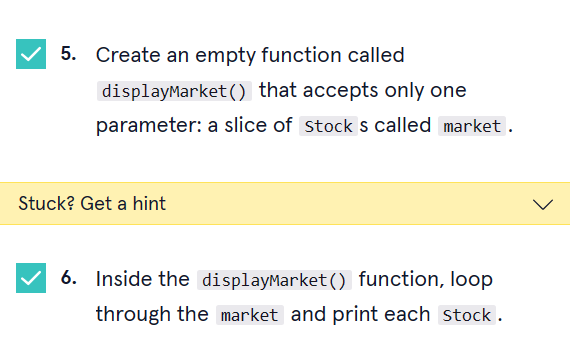 5. Create an empty function called
displayMarket() that accepts only one
parameter: a slice of Stock s called market.
Stuck? Get a hint
6. Inside the displayMarket() function, loop
through the market and print each Stock.